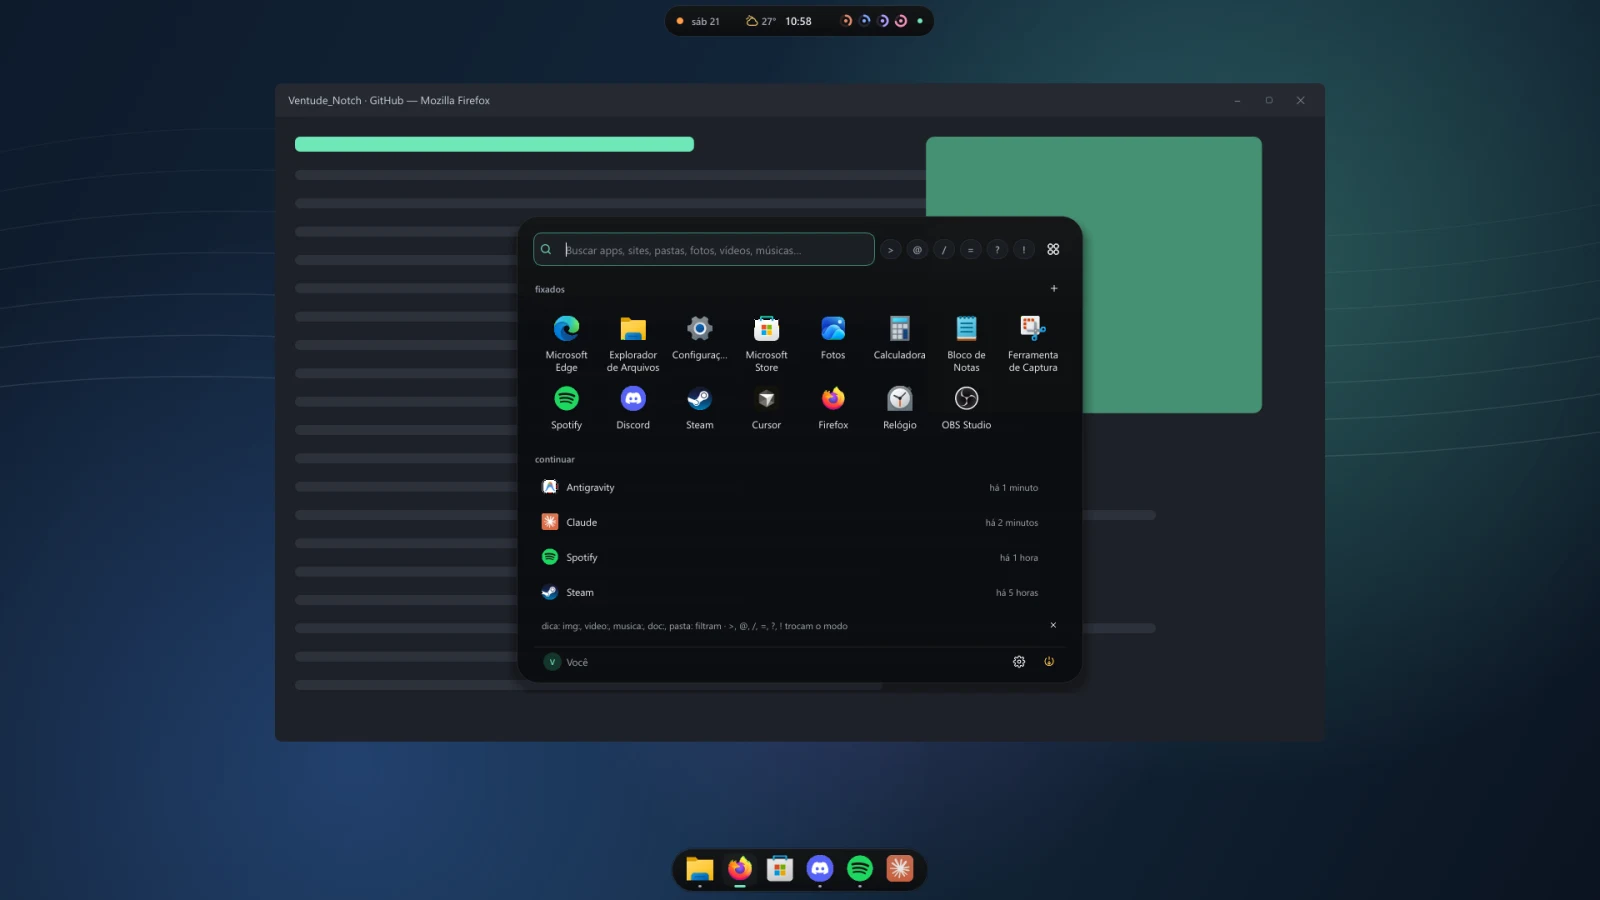 sáb 21 27° 10:58
Ventude_Notch · GitHub — Mozilla Firefox
Buscar apps, sites, pastas, fotos, vídeos, músicas... > @ / = ? !
fixados +
Microsoft Edge
Explorador de Arquivos
Configuraç...
Microsoft Store
Fotos
Calculadora
Bloco de Notas
Ferramenta de Captura
Spotify
Discord
Steam
Cursor
Firefox
Relógio
OBS Studio
continuar
Antigravity há 1 minuto
Claude há 2 minutos
Spotify há 1 hora
Steam há 5 horas
dica: img:, video:, musica:, doc:, pasta: filtram · >, @, /, =, ?, ! trocam o modo
V Você